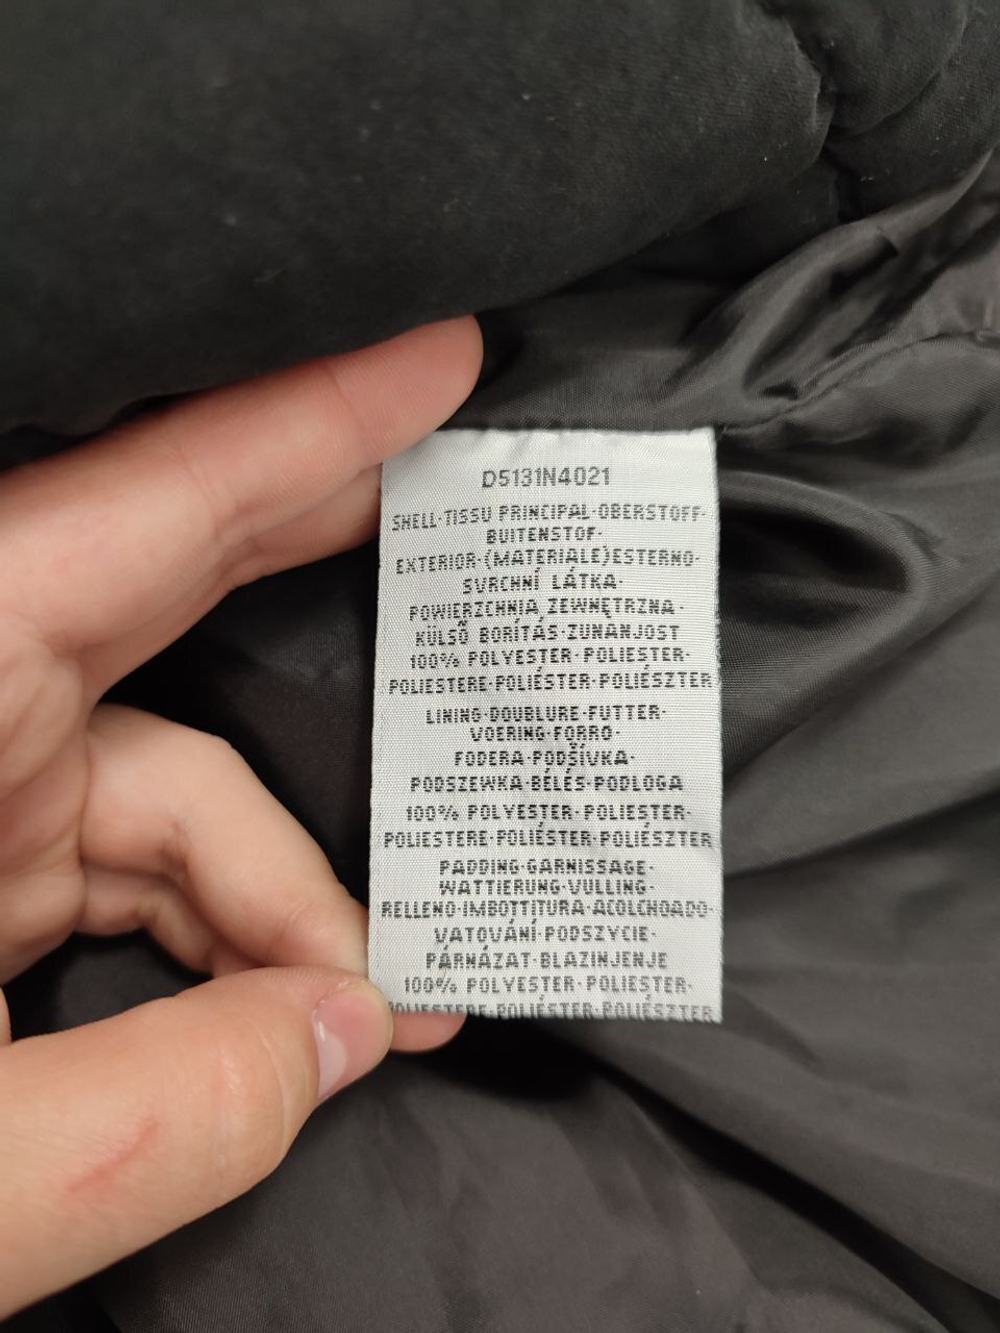 D5131N4021
SHELL·TISSU PRINCIPAL·OBERSTOFF·
BUITENSTOF·
EXTERIOR·(MATERIALE)ESTERNO·
SVRCHNÍ LÁTKA·
POWIERZCHNIA ZEWNĘTRZNA·
KÜLSŐ BORÍTÁS·ZUNANJOST
100% POLYESTER·POLIESTER·
POLIESTERE·POLIÉSTER·POLIÉSZTER
LINING·DOUBLURE·FUTTER·
VOERING·FORRO·
FODERA·PODŠÍVKA·
PODSZEWKA·BÉLÉS·PODLOGA
100% POLYESTER·POLIESTER·
POLIESTERE·POLIÉSTER·POLIÉSZTER
PADDING·GARNISSAGE·
WATTIERUNG·VULLING·
RELLENO·IMBOTTITURA·ACOLCHOADO·
VATOVÁNÍ·PODSZYCIE·
PÁRNÁZAT·BLAZINJENJE
100% POLYESTER·POLIESTER·
POLIESTERE·POLIÉSTER·POLIÉSZTER